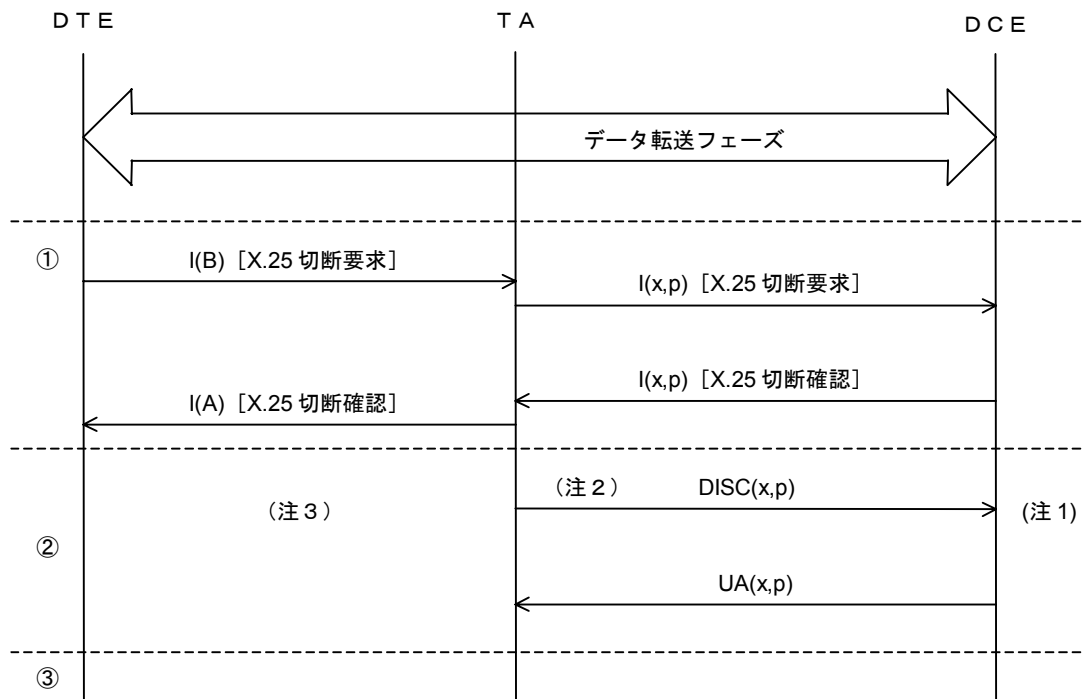 ＤＴＥ
ＴＡ
ＤＣＥ
データ転送フェーズ
①
I(B)［X.25 切断要求］
I(x,p)［X.25 切断要求］
I(x,p)［X.25 切断確認］
I(A)［X.25 切断確認］
（注２）
DISC(x,p)
（注３）
(注 1)
②
UA(x,p)
③